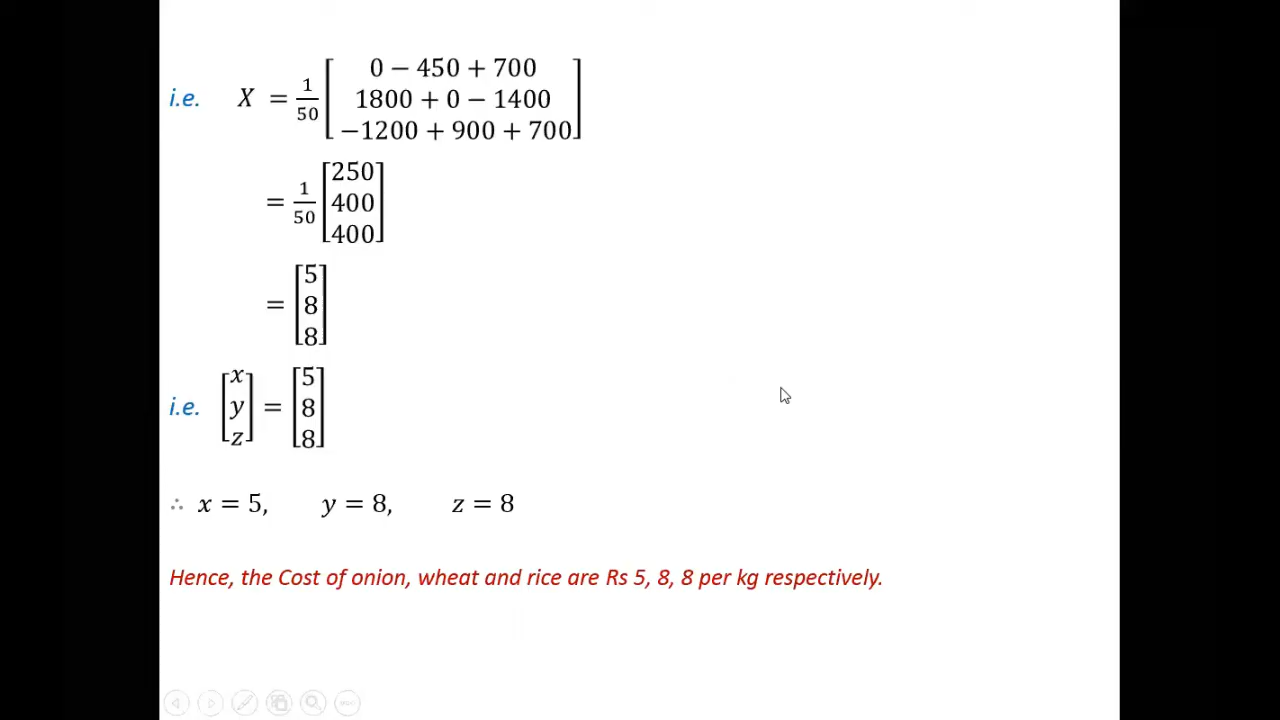 i.e. X = 1/50 [ 0 − 450 + 700
1800 + 0 − 1400
−1200 + 900 + 700 ]
= 1/50 [ 250
400
400 ]
= [ 5
8
8 ]
i.e. [ x
y
z ] = [ 5
8
8 ]
∴ x = 5, y = 8, z = 8
Hence, the Cost of onion, wheat and rice are Rs 5, 8, 8 per kg respectively.